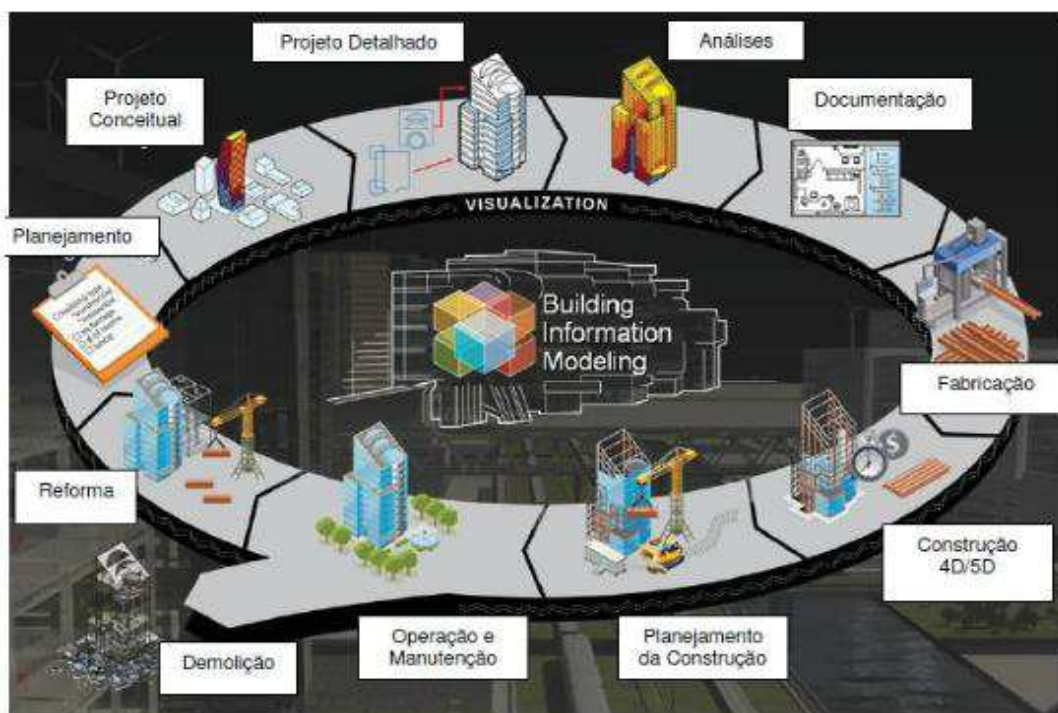 Projeto Detalhado
Análises
Projeto
Conceitual
Documentação
VISUALIZATION
Planejamento
Building
Information
Modeling
Fabricação
Reforma
Construção
4D/5D
Operação e
Manutenção
Planejamento
da Construção
Demolição